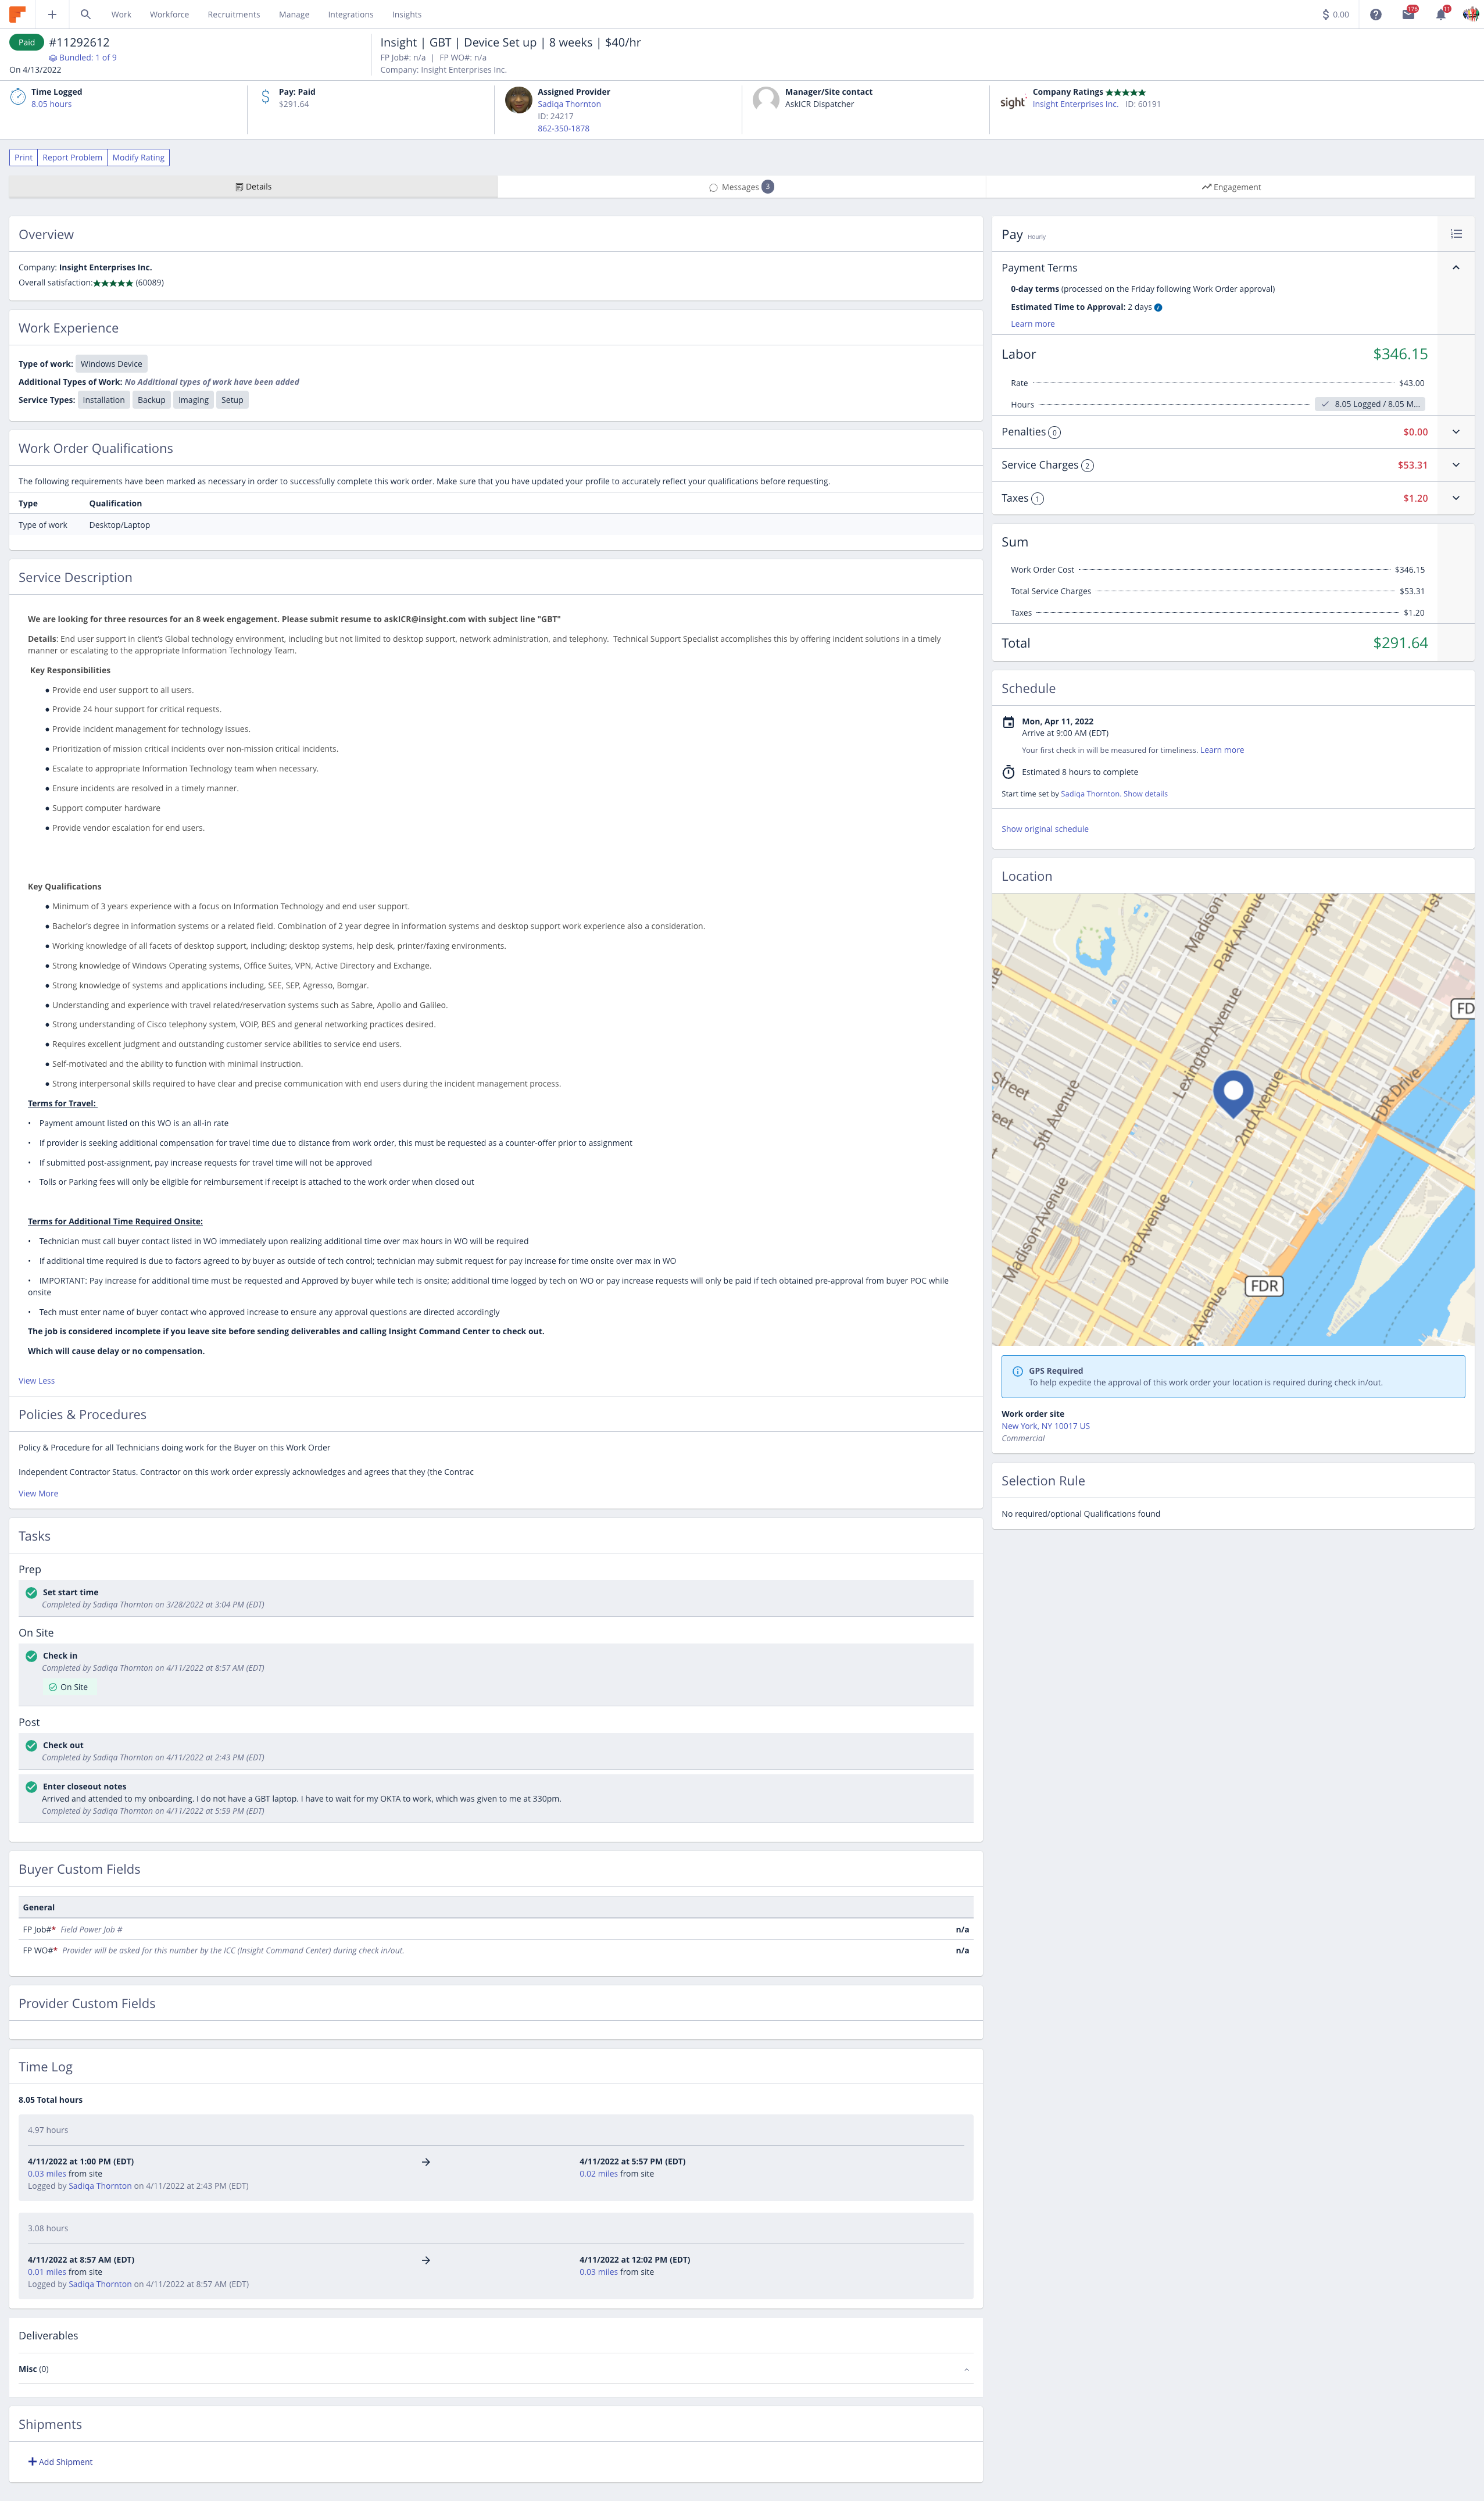 Work Workforce Recruitments Manage Integrations Insights 0.00 176 11
Paid #11292612
Bundled: 1 of 9
On 4/13/2022
Insight | GBT | Device Set up | 8 weeks | $40/hr
FP Job#: n/a | FP WO#: n/a
Company: Insight Enterprises Inc.
Time Logged
8.05 hours
Pay: Paid
$291.64
Assigned Provider
Sadiqa Thornton
ID: 24217
862-350-1878
Manager/Site contact
AskICR Dispatcher
sight
Company Ratings
Insight Enterprises Inc. ID: 60191
Print Report Problem Modify Rating
Details Messages 3 Engagement
Overview
Company: Insight Enterprises Inc.
Overall satisfaction: (60089)
Work Experience
Type of work: Windows Device
Additional Types of Work: No Additional types of work have been added
Service Types: Installation Backup Imaging Setup
Work Order Qualifications
The following requirements have been marked as necessary in order to successfully complete this work order. Make sure that you have updated your profile to accurately reflect your qualifications before requesting.
Type Qualification
Type of work Desktop/Laptop
Service Description
We are looking for three resources for an 8 week engagement. Please submit resume to askICR@insight.com with subject line "GBT"
Details: End user support in client's Global technology environment, including but not limited to desktop support, network administration, and telephony. Technical Support Specialist accomplishes this by offering incident solutions in a timely
manner or escalating to the appropriate Information Technology Team.
Key Responsibilities
● Provide end user support to all users.
● Provide 24 hour support for critical requests.
● Provide incident management for technology issues.
● Prioritization of mission critical incidents over non-mission critical incidents.
● Escalate to appropriate Information Technology team when necessary.
● Ensure incidents are resolved in a timely manner.
● Support computer hardware
● Provide vendor escalation for end users.
Key Qualifications
● Minimum of 3 years experience with a focus on Information Technology and end user support.
● Bachelor's degree in information systems or a related field. Combination of 2 year degree in information systems and desktop support work experience also a consideration.
● Working knowledge of all facets of desktop support, including; desktop systems, help desk, printer/faxing environments.
● Strong knowledge of Windows Operating systems, Office Suites, VPN, Active Directory and Exchange.
● Strong knowledge of systems and applications including, SEE, SEP, Agresso, Bomgar.
● Understanding and experience with travel related/reservation systems such as Sabre, Apollo and Galileo.
● Strong understanding of Cisco telephony system, VOIP, BES and general networking practices desired.
● Requires excellent judgment and outstanding customer service abilities to service end users.
● Self-motivated and the ability to function with minimal instruction.
● Strong interpersonal skills required to have clear and precise communication with end users during the incident management process.
Terms for Travel:
• Payment amount listed on this WO is an all-in rate
• If provider is seeking additional compensation for travel time due to distance from work order, this must be requested as a counter-offer prior to assignment
• If submitted post-assignment, pay increase requests for travel time will not be approved
• Tolls or Parking fees will only be eligible for reimbursement if receipt is attached to the work order when closed out
Terms for Additional Time Required Onsite:
• Technician must call buyer contact listed in WO immediately upon realizing additional time over max hours in WO will be required
• If additional time required is due to factors agreed to by buyer as outside of tech control; technician may submit request for pay increase for time onsite over max in WO
• IMPORTANT: Pay increase for additional time must be requested and Approved by buyer while tech is onsite; additional time logged by tech on WO or pay increase requests will only be paid if tech obtained pre-approval from buyer POC while
onsite
• Tech must enter name of buyer contact who approved increase to ensure any approval questions are directed accordingly
The job is considered incomplete if you leave site before sending deliverables and calling Insight Command Center to check out.
Which will cause delay or no compensation.
View Less
Policies & Procedures
Policy & Procedure for all Technicians doing work for the Buyer on this Work Order
Independent Contractor Status. Contractor on this work order expressly acknowledges and agrees that they (the Contrac
View More
Tasks
Prep
Set start time
Completed by Sadiqa Thornton on 3/28/2022 at 3:04 PM (EDT)
On Site
Check in
Completed by Sadiqa Thornton on 4/11/2022 at 8:57 AM (EDT)
On Site
Post
Check out
Completed by Sadiqa Thornton on 4/11/2022 at 2:43 PM (EDT)
Enter closeout notes
Arrived and attended to my onboarding. I do not have a GBT laptop. I have to wait for my OKTA to work, which was given to me at 330pm.
Completed by Sadiqa Thornton on 4/11/2022 at 5:59 PM (EDT)
Buyer Custom Fields
General
FP Job#* Field Power Job # n/a
FP WO#* Provider will be asked for this number by the ICC (Insight Command Center) during check in/out. n/a
Provider Custom Fields
Time Log
8.05 Total hours
4.97 hours
4/11/2022 at 1:00 PM (EDT) 4/11/2022 at 5:57 PM (EDT)
0.03 miles from site 0.02 miles from site
Logged by Sadiqa Thornton on 4/11/2022 at 2:43 PM (EDT)
3.08 hours
4/11/2022 at 8:57 AM (EDT) 4/11/2022 at 12:02 PM (EDT)
0.01 miles from site 0.03 miles from site
Logged by Sadiqa Thornton on 4/11/2022 at 8:57 AM (EDT)
Deliverables
Misc (0)
Shipments
Add Shipment
Pay Hourly
Payment Terms
0-day terms (processed on the Friday following Work Order approval)
Estimated Time to Approval: 2 days
Learn more
Labor $346.15
Rate $43.00
Hours 8.05 Logged / 8.05 M...
Penalties 0 $0.00
Service Charges 2 $53.31
Taxes 1 $1.20
Sum
Work Order Cost $346.15
Total Service Charges $53.31
Taxes $1.20
Total $291.64
Schedule
Mon, Apr 11, 2022
Arrive at 9:00 AM (EDT)
Your first check in will be measured for timeliness. Learn more
Estimated 8 hours to complete
Start time set by Sadiqa Thornton. Show details
Show original schedule
Location
Madison
Park Avenue
3rd Ave
1st
FD
Lexington Avenue
Street
eet
5th Avenue
2nd Avenue
FDR Drive
Madison Avenue
3rd Avenue
FDR
st Avenue
GPS Required
To help expedite the approval of this work order your location is required during check in/out.
Work order site
New York, NY 10017 US
Commercial
Selection Rule
No required/optional Qualifications found